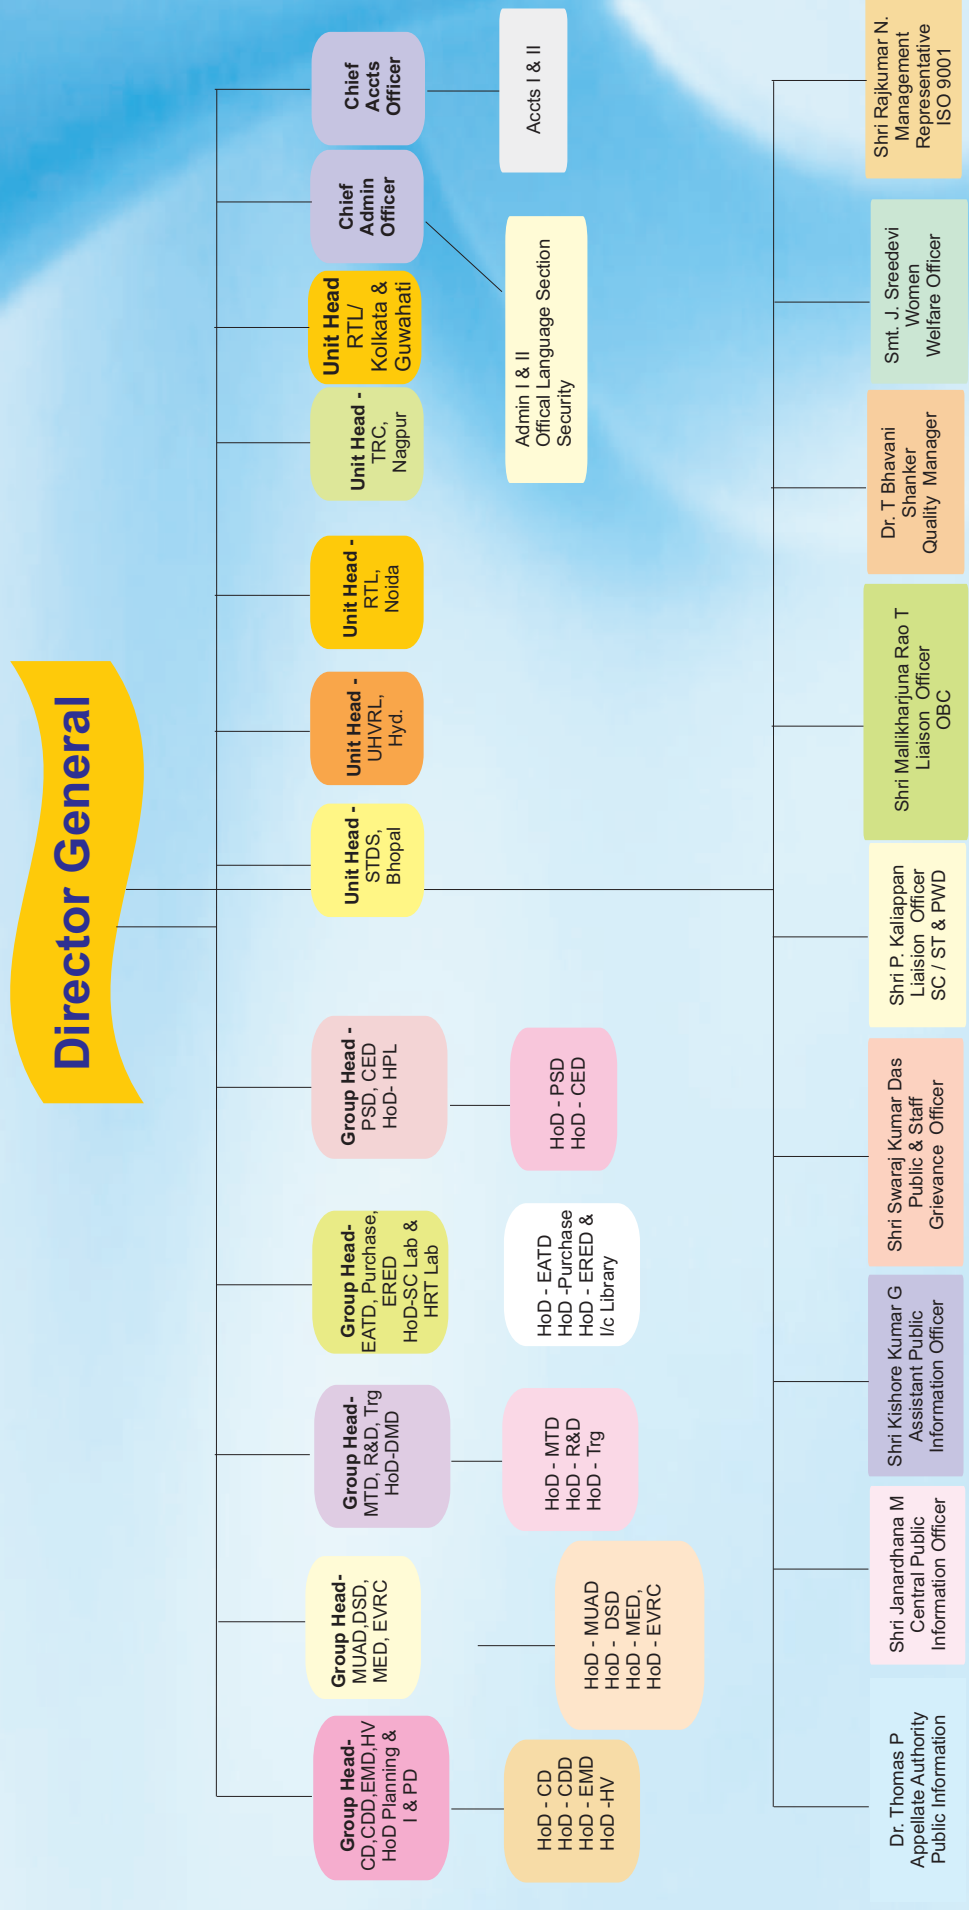 Director General
Group Head-
CD,CDD,EMD,HV
HoD Planning &
I & PD
Group Head-
MUAD,DSD,
MED, EVRC
Group Head-
MTD, R&D, Trg
HoD-DMD
Group Head-
EATD, Purchase,
ERED
HoD-SC Lab &
HRT Lab
Group Head -
PSD, CED
HoD- HPL
Unit Head -
STDS,
Bhopal
Unit Head -
UHVRL,
Hyd.
Unit Head -
RTL,
Noida
Unit Head -
TRC,
Nagpur
Unit Head
RTL/
Kolkata &
Guwahati
Chief
Admin
Officer
Chief
Accts
Officer
HoD - CD
HoD - CDD
HoD - EMD
HoD -HV
HoD - MUAD
HoD - DSD
HoD - MED,
HoD - EVRC
HoD - MTD
HoD - R&D
HoD - Trg
HoD - EATD
HoD -Purchase
HoD - ERED &
I/c Library
HoD - PSD
HoD - CED
Admin I & II
Offical Language Section
Security
Accts I & II
Dr. Thomas P
Appellate Authority
Public Information
Shri Janardhana M
Central Public
Information Officer
Shri Kishore Kumar G
Assistant Public
Information Officer
Shri Swaraj Kumar Das
Public & Staff
Grievance Officer
Shri P. Kaliappan
Liaision Officer
SC / ST & PWD
Shri Mallikharjuna Rao T
Liaison Officer
OBC
Dr. T Bhavani
Shanker
Quality Manager
Smt. J. Sreedevi
Women
Welfare Officer
Shri Rajkumar N.
Management
Representative
ISO 9001